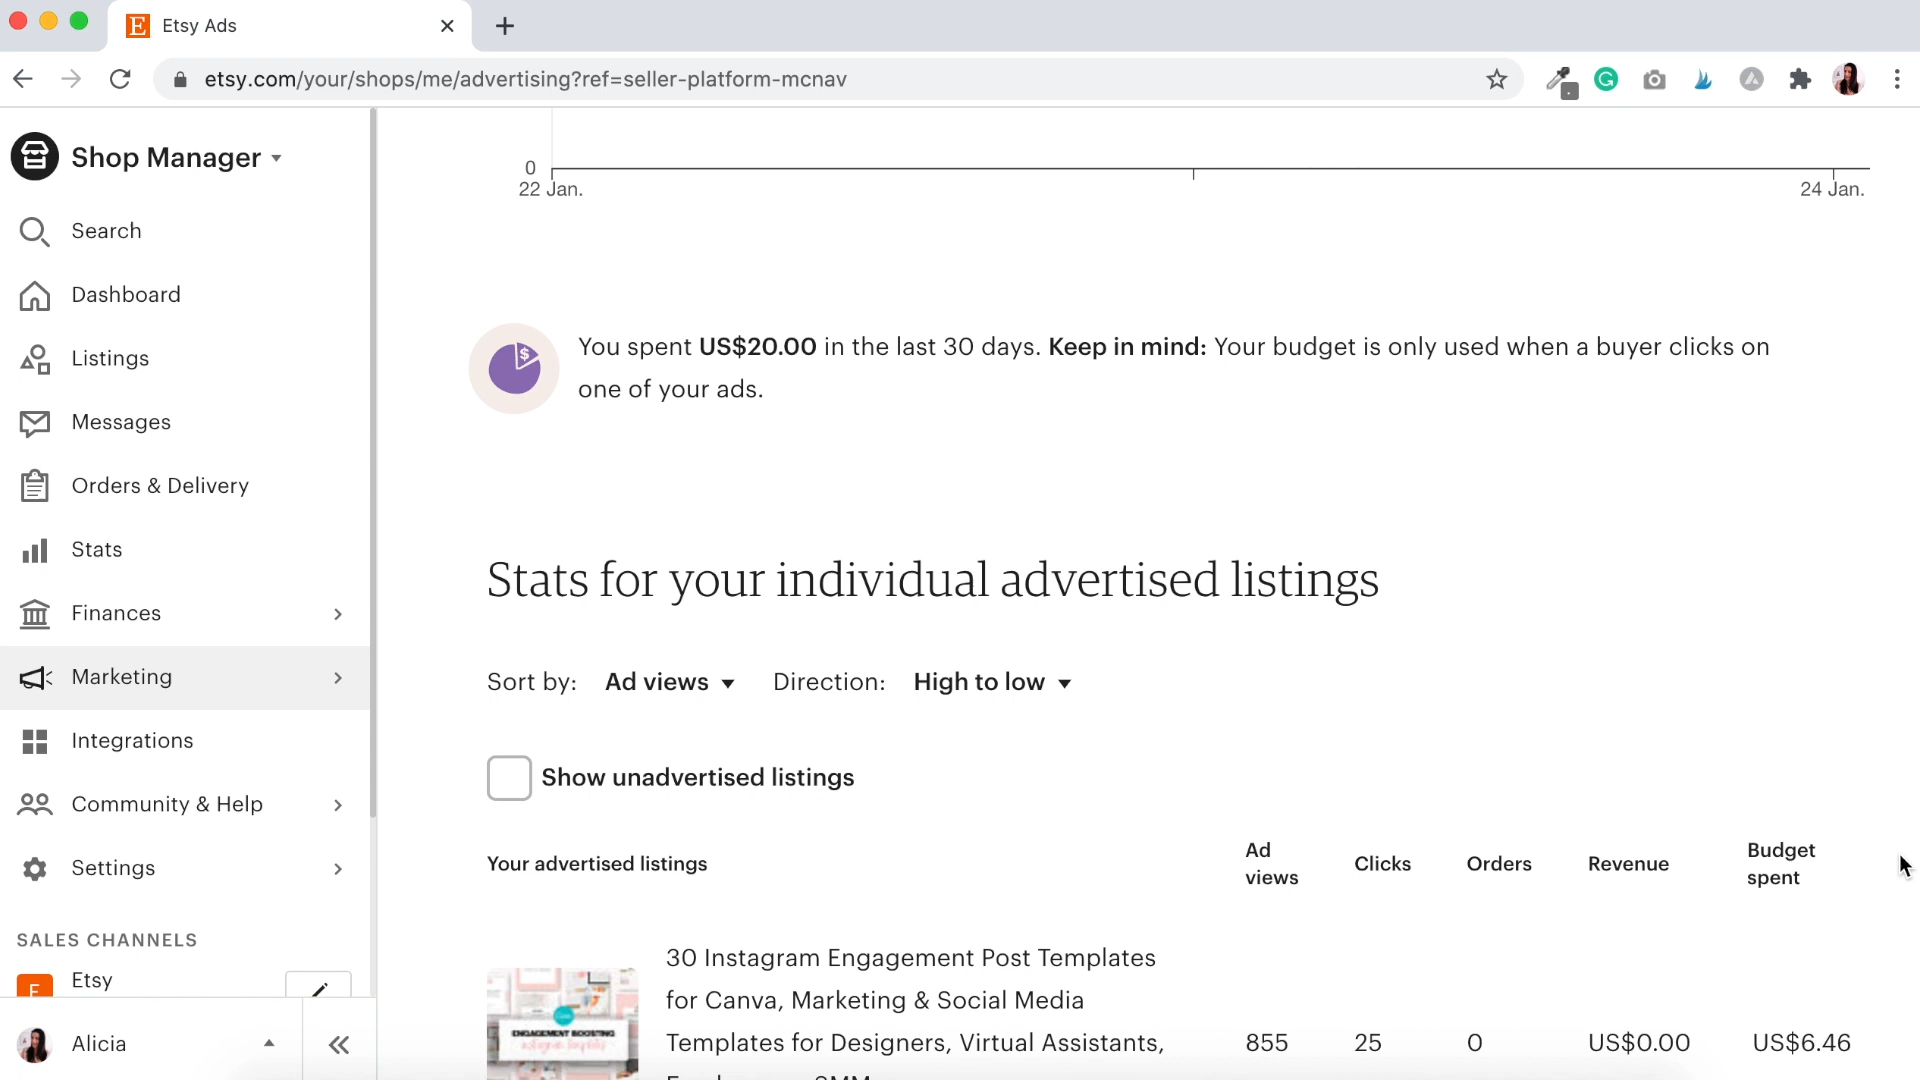 Etsy Ads
etsy.com/your/shops/me/advertising?ref=seller-platform-mcnav
Shop Manager
Search
Dashboard
Listings
Messages
Orders & Delivery
Stats
Finances
Marketing
Integrations
Community & Help
Settings
SALES CHANNELS
E Etsy
Alicia
0
22 Jan. 24 Jan.
You spent US$20.00 in the last 30 days. Keep in mind: Your budget is only used when a buyer clicks on
one of your ads.
Stats for your individual advertised listings
Sort by: Ad views Direction: High to low
Show unadvertised listings
Your advertised listings Ad views Clicks Orders Revenue Budget spent
ENGAGEMENT BOOSTING
instagram templates
30 Instagram Engagement Post Templates
for Canva, Marketing & Social Media
Templates for Designers, Virtual Assistants,
855 25 0 US$0.00 US$6.46